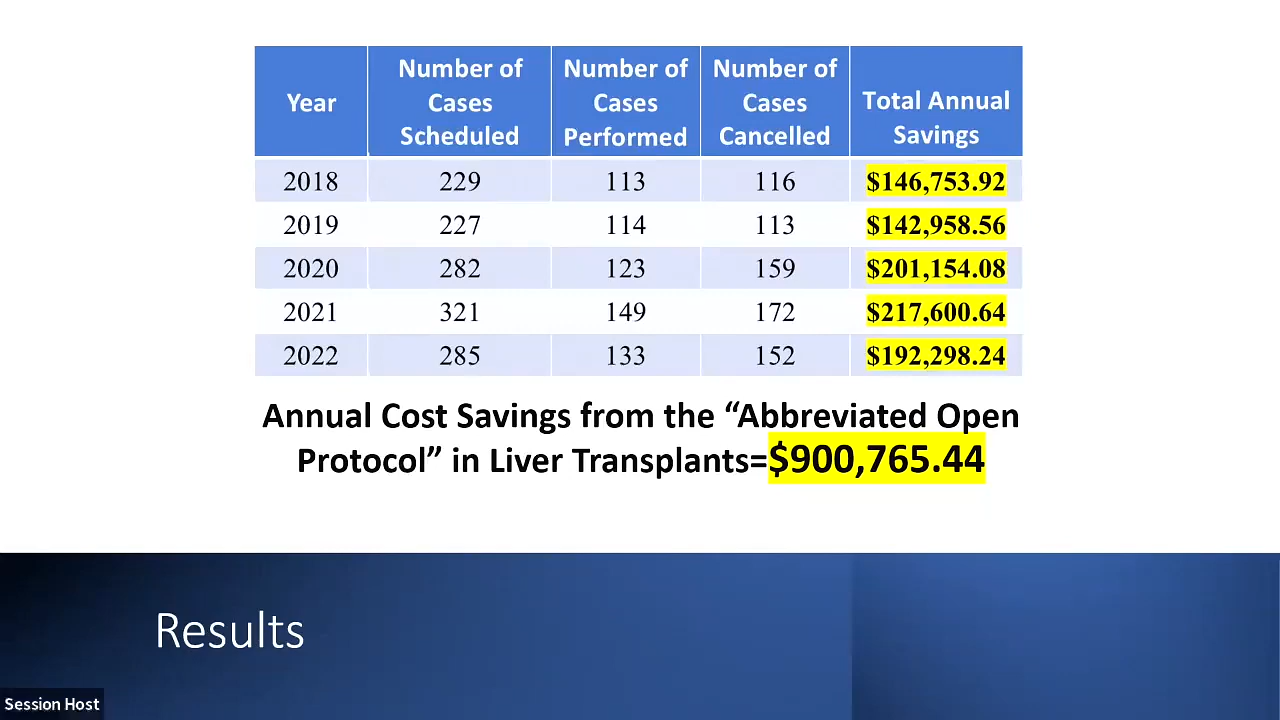 Year Number of Cases Scheduled Number of Cases Performed Number of Cases Cancelled Total Annual Savings
2018 229 113 116 $146,753.92
2019 227 114 113 $142,958.56
2020 282 123 159 $201,154.08
2021 321 149 172 $217,600.64
2022 285 133 152 $192,298.24
Annual Cost Savings from the “Abbreviated Open
Protocol” in Liver Transplants=$900,765.44
Results
Session Host